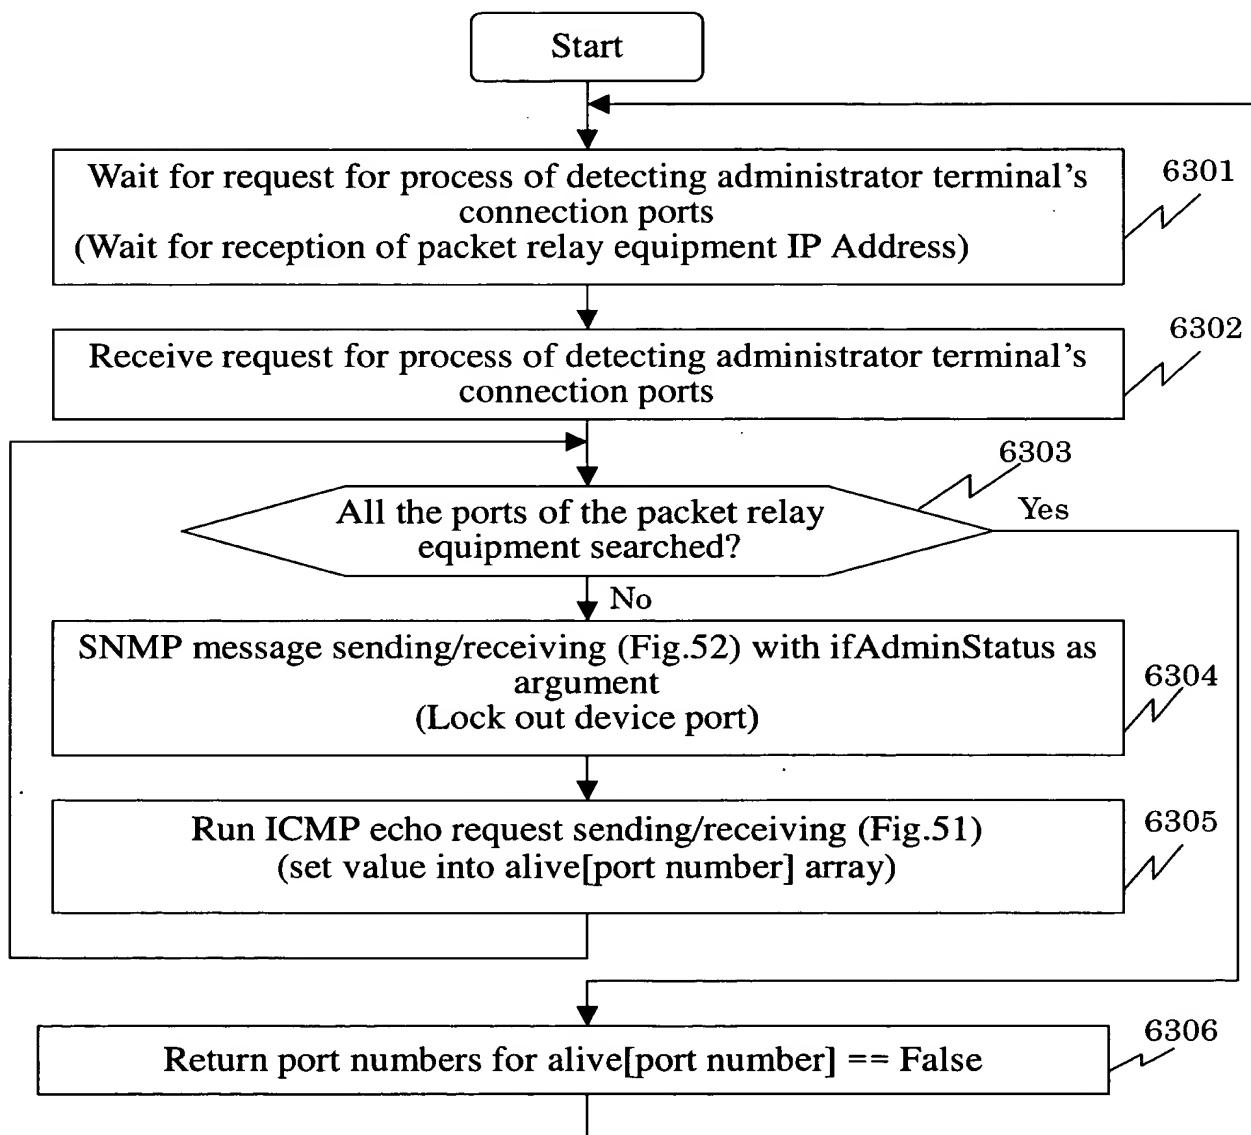 Start
Wait for request for process of detecting administrator terminal's
connection ports
(Wait for reception of packet relay equipment IP Address)
6301
Receive request for process of detecting administrator terminal's
connection ports
6302
6303
All the ports of the packet relay
equipment searched?
Yes
No
SNMP message sending/receiving (Fig.52) with ifAdminStatus as
argument
(Lock out device port)
6304
Run ICMP echo request sending/receiving (Fig.51)
(set value into alive[port number] array)
6305
Return port numbers for alive[port number] == False
6306